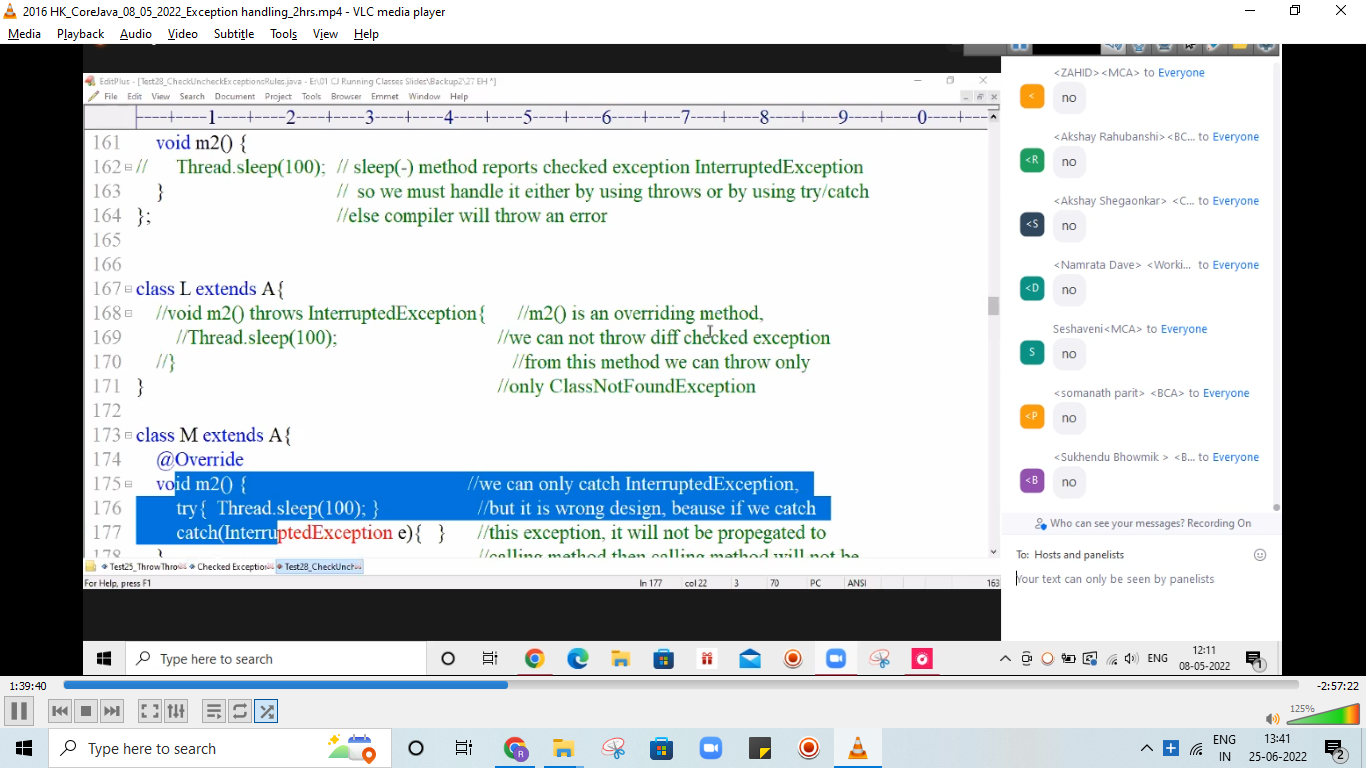 2016 HK_CoreJava_08_05_2022_Exception handling_2hrs.mp4 - VLC media player
Media Playback Audio Video Subtitle Tools View Help
EditPlus - [Test28_CheckUncheckExceptionsRules.java - E:\01 CJ Running Classes Slides\Backup2\27 EH *]
File Edit View Search Document Project Tools Browser Emmet Window Help
----+----1----+----2----+----3----+----4----+----5----+----6----+----7----+----8----+----9----+----0----+--
161 void m2() {
162 // Thread.sleep(100); // sleep(-) method reports checked exception InterruptedException
163 } // so we must handle it either by using throws or by using try/catch
164 }; //else compiler will throw an error
165
166
167 class L extends A{
168 //void m2() throws InterruptedException{ //m2() is an overriding method,
169 //Thread.sleep(100); //we can not throw diff checked exception
170 //} //from this method we can throw only
171 } //only ClassNotFoundException
172
173 class M extends A{
174 @Override
175 void m2() { //we can only catch InterruptedException,
176 try{ Thread.sleep(100); } //but it is wrong design, beause if we catch
177 catch(InterruptedException e){ } //this exception, it will not be propegated to
178 } //calling method then calling method will not be
Test25_ThrowThro Checked Exception Test28_CheckUnch
For Help, press F1 ln 177 col 22 3 70 PC ANSI 163
<ZAHID><MCA> to Everyone
<
no
<Akshay Rahubanshi><BC... to Everyone
<R
no
<Akshay Shegaonkar> <C... to Everyone
<S
no
<Namrata Dave> <Worki... to Everyone
<D
no
Seshaveni<MCA> to Everyone
S
no
<somanath parit> <BCA> to Everyone
<P
no
<Sukhendu Bhowmik > <B... to Everyone
<B
no
Who can see your messages? Recording On
To: Hosts and panelists
Your text can only be seen by panelists
Type here to search
ENG
12:11
08-05-2022
1
1:39:40
-2:57:22
125%
Type here to search
R
ENG
IN
13:41
25-06-2022
2